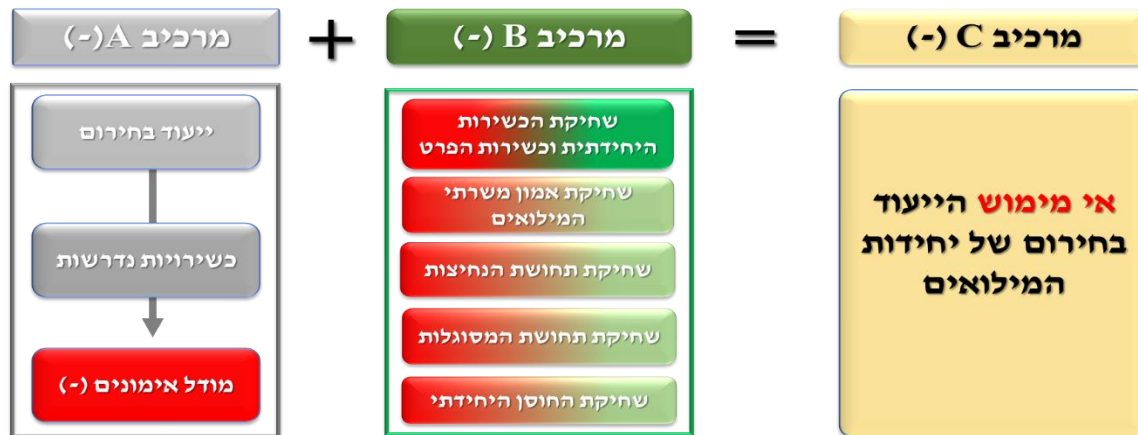 מרכיב A(-)
+
מרכיב B (-)
=
מרכיב C (-)
ייעוד בחירום
כשירויות נדרשות
מודל אימונים (-)
שחיקת הכשירות
היחידתית וכשירות הפרט
שחיקת אמון משרתי
המילואים
שחיקת תחושת הנחיצות
שחיקת תחושת המסוגלות
שחיקת החוסן היחידתי
אי מימוש הייעוד
בחירום של יחידות
המילואים